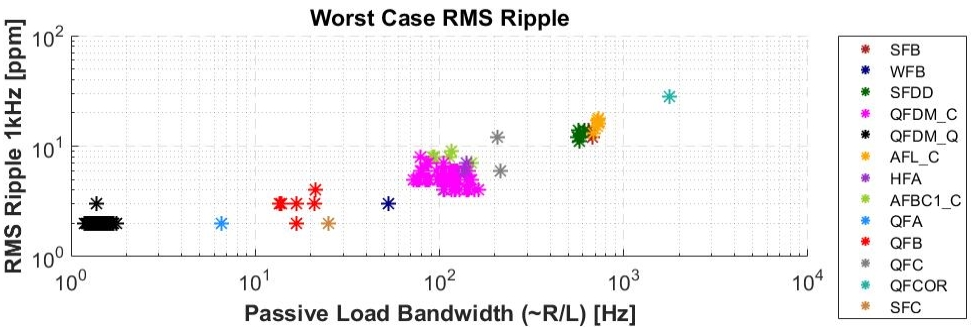 Worst Case RMS Ripple
RMS Ripple 1kHz [ppm]
10^2
10^1
10^0
10^0 10^1 10^2 10^3 10^4
Passive Load Bandwidth (~R/L) [Hz]
SFB
WFB
SFDD
QFDM_C
QFDM_Q
AFL_C
HFA
AFBC1_C
QFA
QFB
QFC
QFCOR
SFC